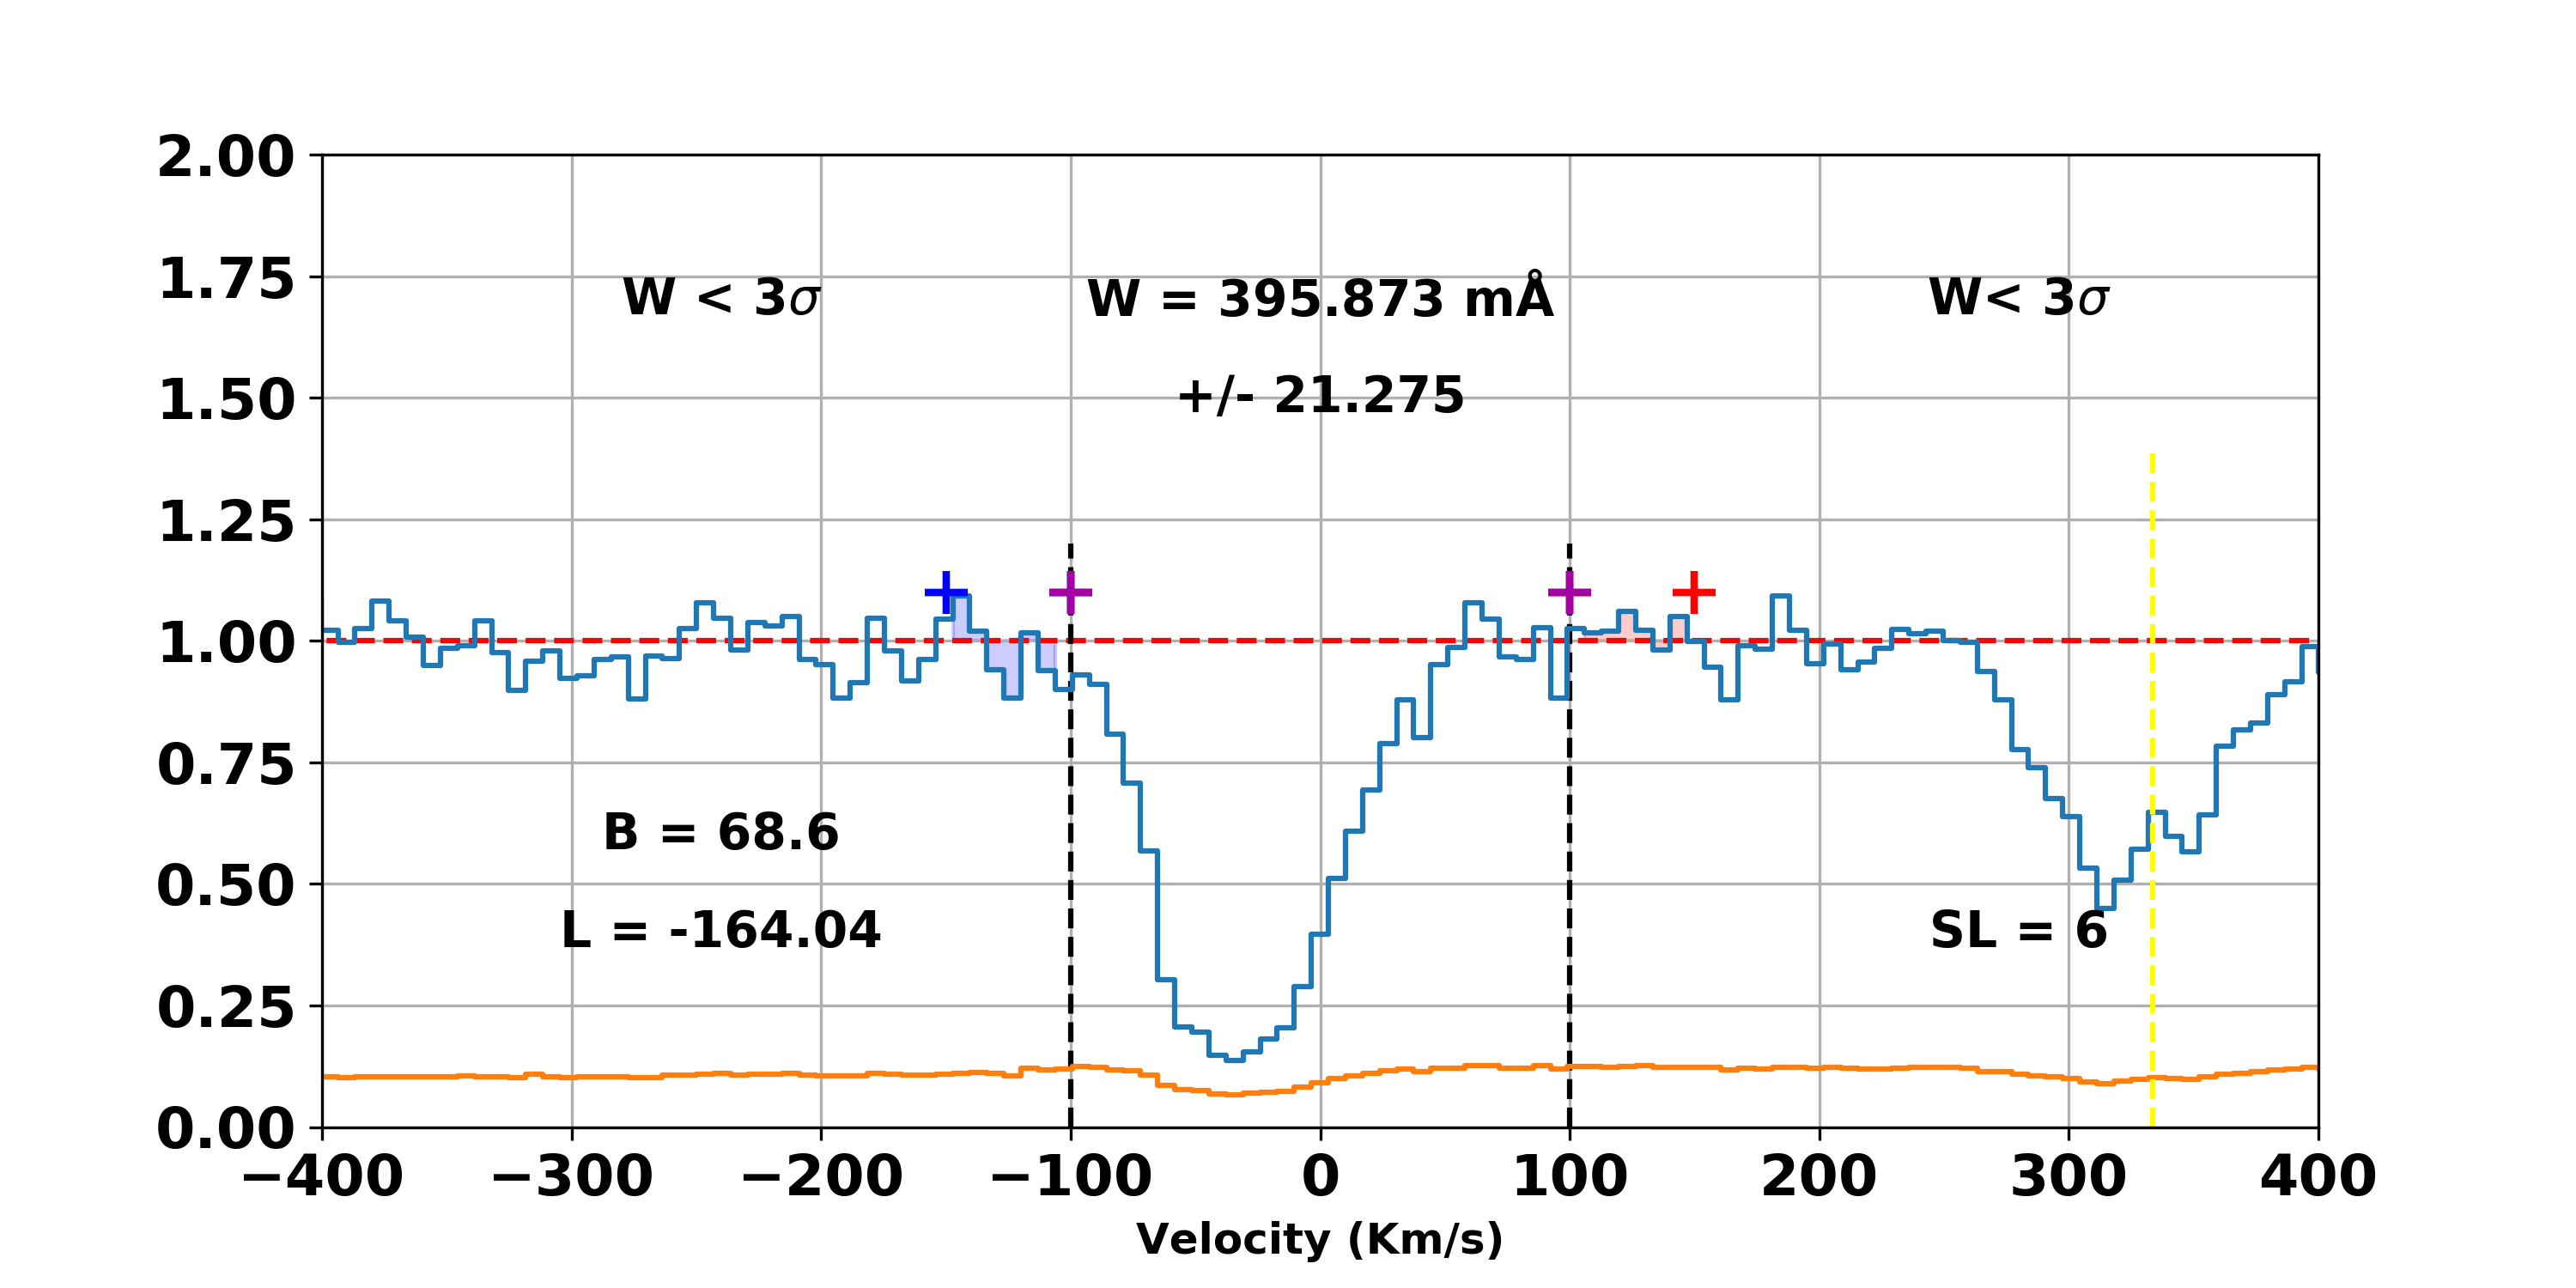 2.00
1.75
W < 3σ
W = 395.873 mÅ
W< 3σ
1.50
+/- 21.275
1.25
1.00
0.75
B = 68.6
0.50
L = -164.04
SL = 6
0.25
0.00
−400 −300 −200 −100 0 100 200 300 400
Velocity (Km/s)